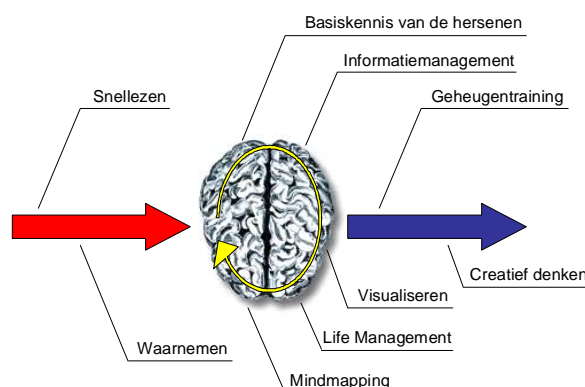 Basiskennis van de hersenen
Informatiemanagement
Snellezen
Geheugentraining
Creatief denken
Visualiseren
Life Management
Waarnemen
Mindmapping